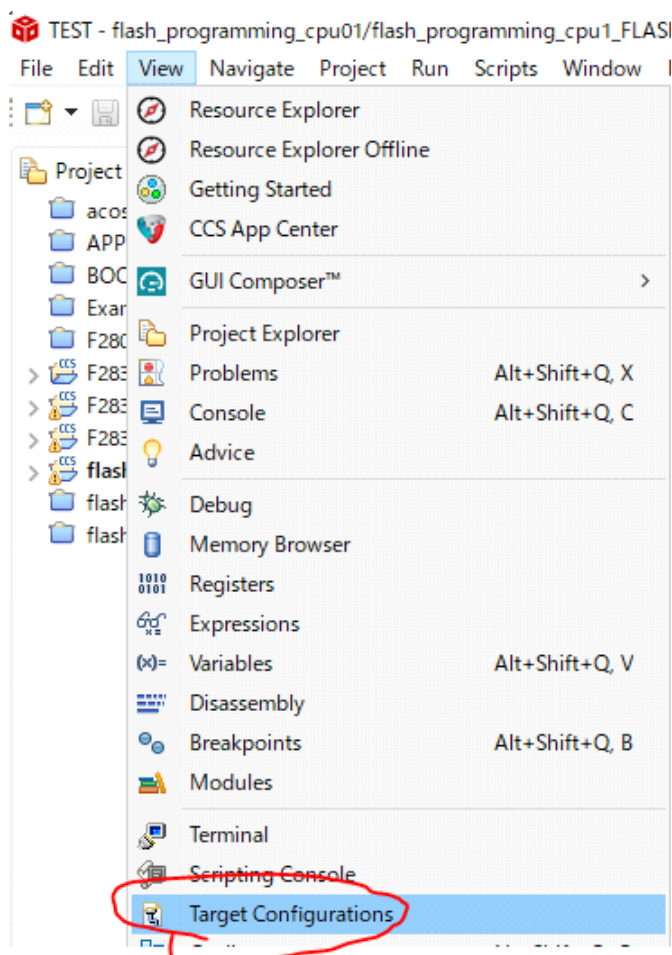 TEST - flash_programming_cpu01/flash_programming_cpu1_FLASH
File Edit View Navigate Project Run Scripts Window
Resource Explorer
Resource Explorer Offline
Project
Getting Started
acos
CCS App Center
APP
BOO
GUI Composer™ >
Exan
F280
Project Explorer
> F283
Problems Alt+Shift+Q, X
> F283
Console Alt+Shift+Q, C
> F283
Advice
> flash
flash
Debug
flash
Memory Browser
Registers
Expressions
(x)= Variables Alt+Shift+Q, V
Disassembly
Breakpoints Alt+Shift+Q, B
Modules
Terminal
Scripting Console
Target Configurations